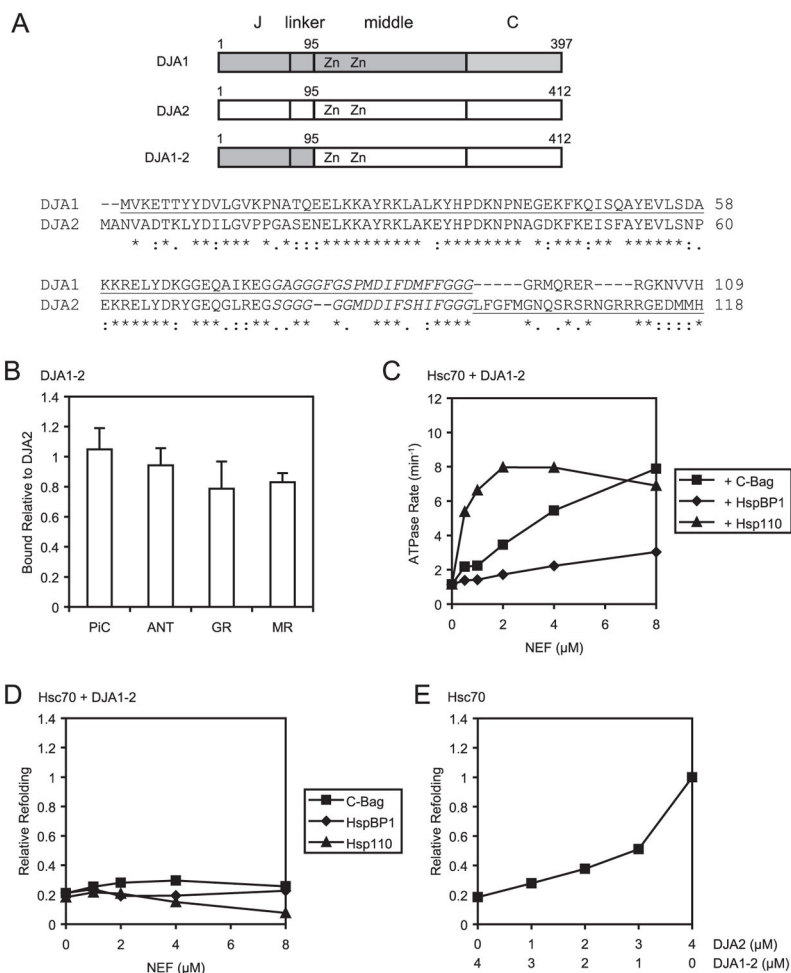 A
J linker middle C
1 95 397
DJA1 Zn Zn
1 95 412
DJA2 Zn Zn
1 95 412
DJA1-2 Zn Zn
DJA1 --MVKETTYYDVLGVKPNATQEELKKAYRKLALKYHPDKNPNEGEKFKQISQAYEVLSDA 58
DJA2 MANVADTKLYDILGVPPGASENELKKAYRKLAKEYHPDKNPNAGDKFKEISFAYEVLSNP 60
DJA1 KKRELYDKGGEQAIKEGGAGGGFGSPMDIFDMFFGGG-----GRMQRER---RGKNVVH 109
DJA2 EKRELYDRYGEQGLREGSGGG--GGMDDIFSHIFGGGLFGFMGNQSRSRNGRRRGEDMMH 118
B DJA1-2
Bound Relative to DJA2
1.4
1.2
1
0.8
0.6
0.4
0.2
0
PiC ANT GR MR
C Hsc70 + DJA1-2
ATPase Rate (min-1)
12
10
8
6
4
2
0
0 2 4 6 8
NEF (µM)
+ C-Bag
+ HspBP1
+ Hsp110
D Hsc70 + DJA1-2
Relative Refolding
1.4
1.2
1
0.8
0.6
0.4
0.2
0
0 2 4 6 8
NEF (µM)
C-Bag
HspBP1
Hsp110
E Hsc70
Relative Refolding
1.4
1.2
1
0.8
0.6
0.4
0.2
0
0 1 2 3 4 DJA2 (µM)
4 3 2 1 0 DJA1-2 (µM)